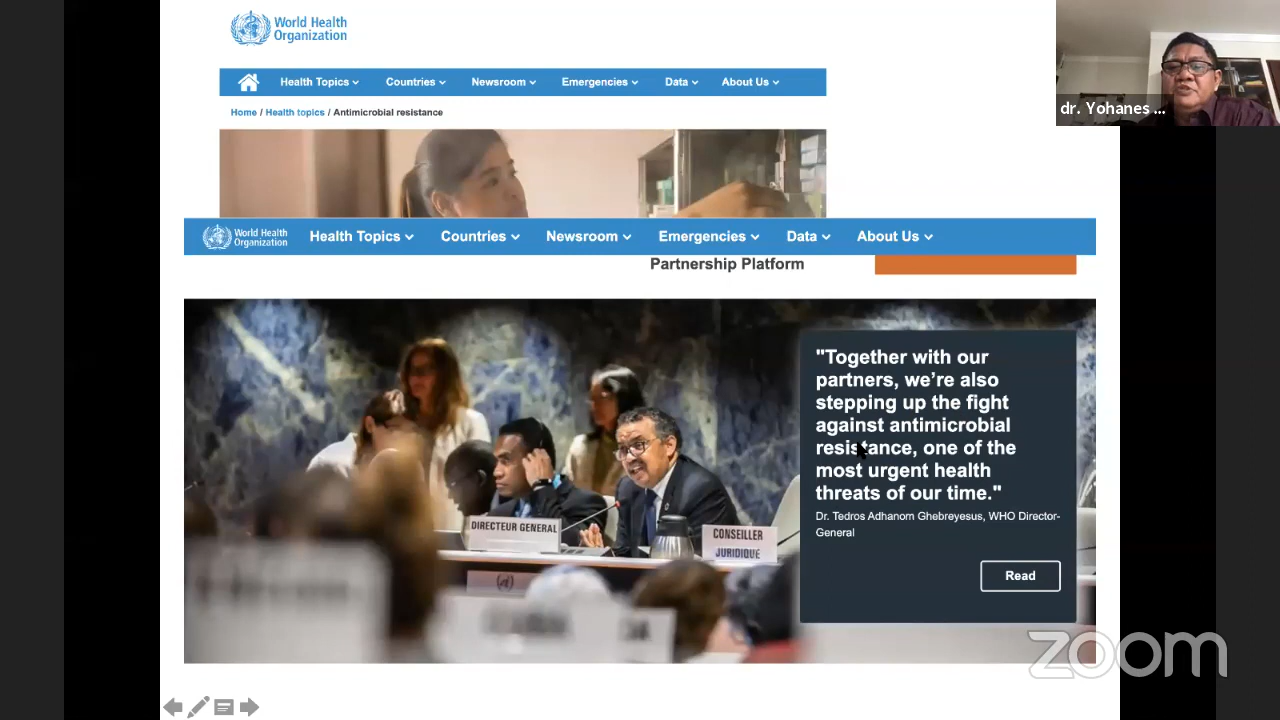 World Health
Organization
Health Topics
Countries
Newsroom
Emergencies
Data
About Us
Home / Health topics / Antimicrobial resistance
dr. Yohanes ...
World Health
Organization
Health Topics
Countries
Newsroom
Emergencies
Data
About Us
Partnership Platform
"Together with our
partners, we’re also
stepping up the fight
against antimicrobial
resistance, one of the
most urgent health
threats of our time."
Dr. Tedros Adhanom Ghebreyesus, WHO Director-
General
Read
DIRECTEUR GENERAL
CONSEILLER
JURIDIQUE
zoom